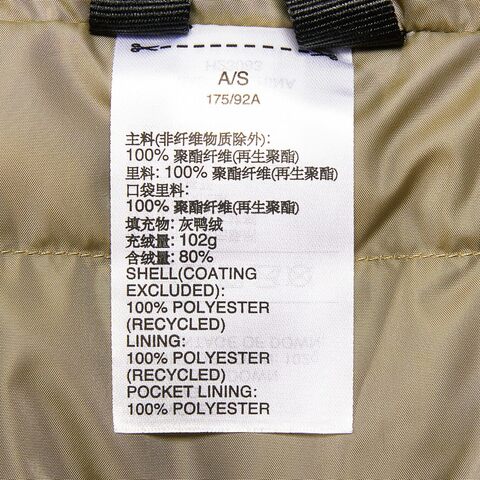 A/S
175/92A
主料(非纤维物质除外):
100% 聚酯纤维(再生聚酯)
里料: 100% 聚酯纤维(再生聚酯)
口袋里料:
100% 聚酯纤维(再生聚酯)
填充物: 灰鸭绒
充绒量: 102g
含绒量: 80%
SHELL(COATING
EXCLUDED):
100% POLYESTER
(RECYCLED)
LINING:
100% POLYESTER
(RECYCLED)
POCKET LINING:
100% POLYESTER